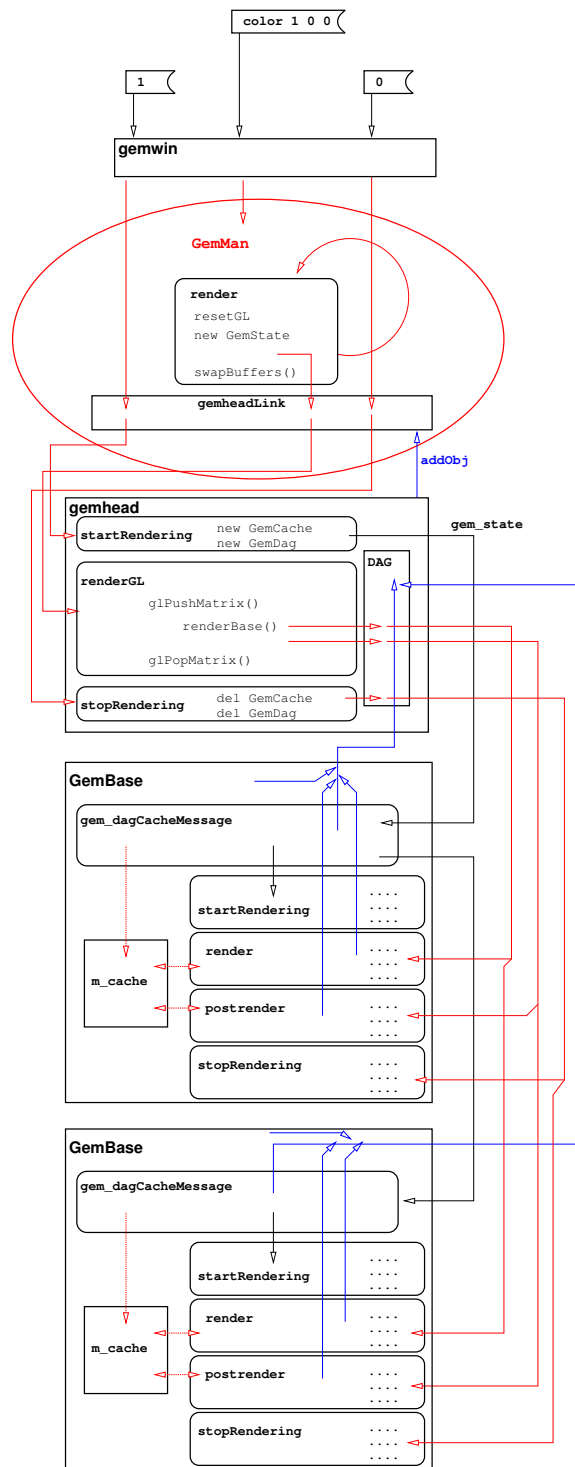 color 1 0 0
1
0
gemwin
GemMan
render
resetGL
new GemState
swapBuffers()
gemheadLink
addObj
gemhead
gem_state
startRendering
new GemCache
new GemDag
DAG
renderGL
glPushMatrix()
renderBase()
glPopMatrix()
stopRendering
del GemCache
del GemDag
GemBase
gem_dagCacheMessage
startRendering
....
....
....
render
....
....
....
m_cache
postrender
....
....
....
stopRendering
....
....
....
GemBase
gem_dagCacheMessage
startRendering
....
....
....
render
....
....
....
m_cache
postrender
....
....
....
stopRendering
....
....
....